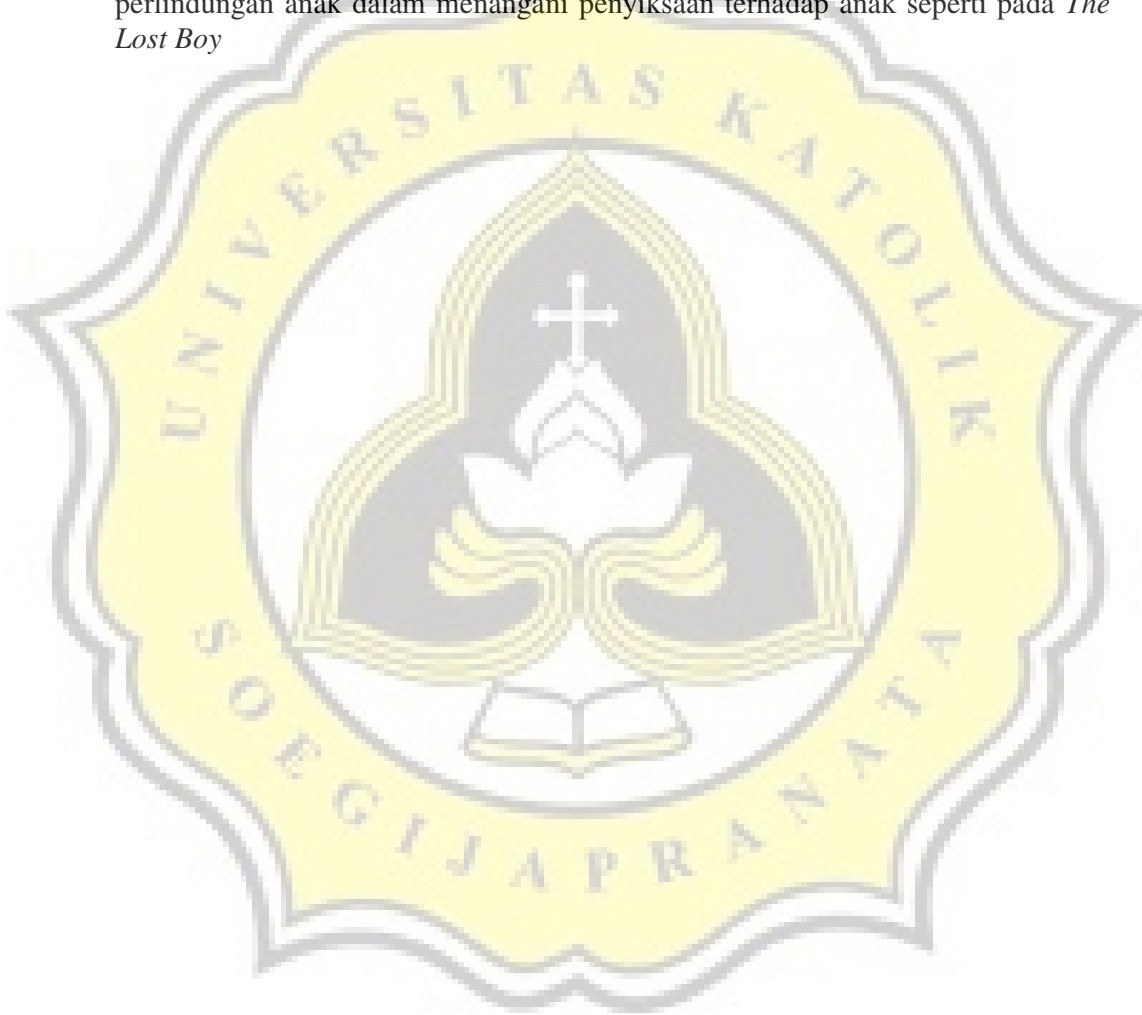 perlindungan anak dalam menangani penyiksaan terhadap anak seperti pada The
Lost Boy
UNIVERSITAS KATOLIK
SOEGIJAPRANATA